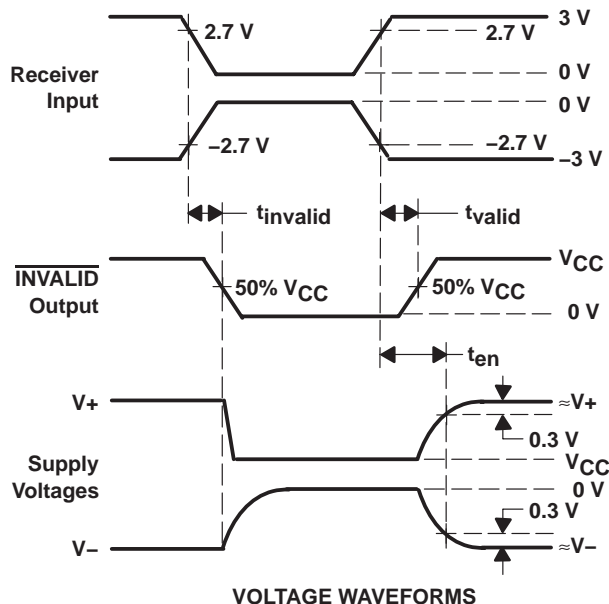 3 V
2.7 V
2.7 V
Receiver
Input
0 V
0 V
−2.7 V
−2.7 V
−3 V
tinvalid
tvalid
INVALID
Output
VCC
50% VCC
50% VCC
0 V
ten
V+
≈V+
0.3 V
Supply
Voltages
VCC
0 V
0.3 V
V−
≈V−
VOLTAGE WAVEFORMS